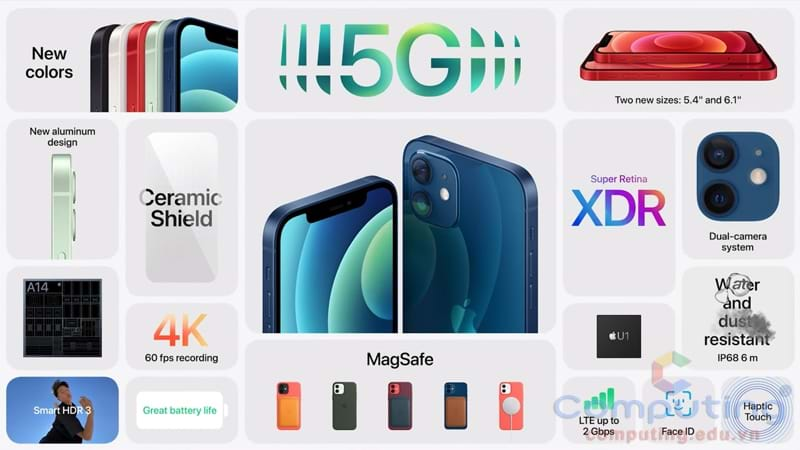 New
colors
5G
Two new sizes: 5.4" and 6.1"
New aluminum
design
Ceramic
Shield
Super Retina
XDR
Dual-camera
system
A14
4K
60 fps recording
U1
Water
and
dust
resistant
IP68 6 m
MagSafe
Smart HDR 3
Great battery life
LTE up to
2 Gbps
Face ID
Haptic
Touch
Computing
computing.edu.vn